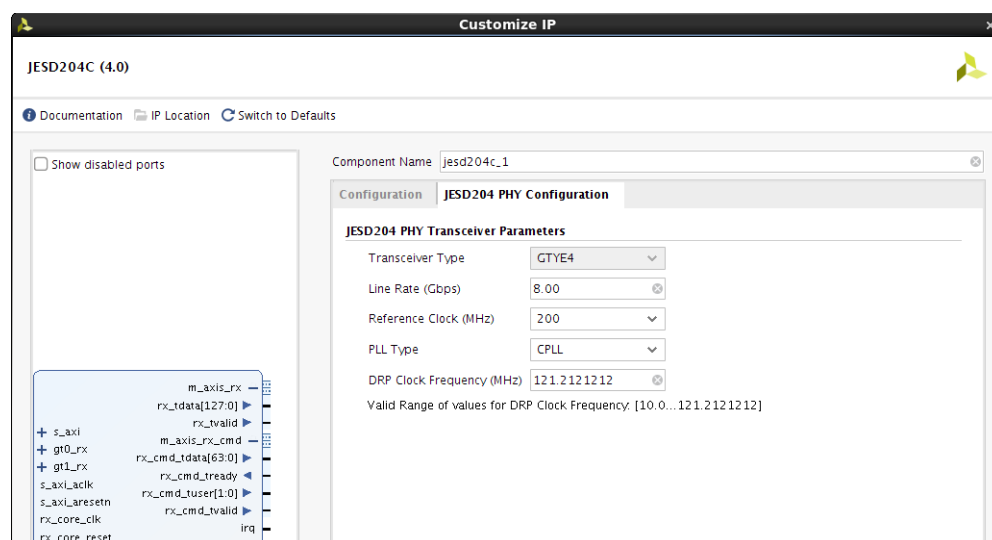 Customize IP
JESD204C (4.0)
Documentation IP Location Switch to Defaults
Show disabled ports
m_axis_rx
rx_tdata[127:0]
rx_tvalid
s_axi
m_axis_rx_cmd
gt0_rx
rx_cmd_tdata[63:0]
gt1_rx
rx_cmd_tready
s_axi_aclk
rx_cmd_tuser[1:0]
s_axi_aresetn
rx_cmd_tvalid
rx_core_clk
irq
rx_core_reset
Component Name jesd204c_1
Configuration JESD204 PHY Configuration
JESD204 PHY Transceiver Parameters
Transceiver Type GTYE4
Line Rate (Gbps) 8.00
Reference Clock (MHz) 200
PLL Type CPLL
DRP Clock Frequency (MHz) 121.2121212
Valid Range of values for DRP Clock Frequency: [10.0...121.2121212]